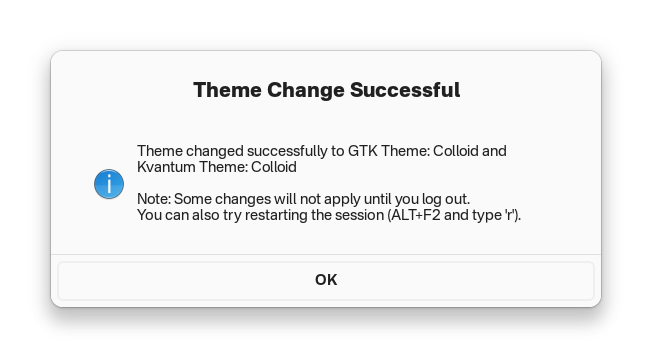 Theme Change Successful
Theme changed successfully to GTK Theme: Colloid and
Kvantum Theme: Colloid
Note: Some changes will not apply until you log out.
You can also try restarting the session (ALT+F2 and type 'r').
OK